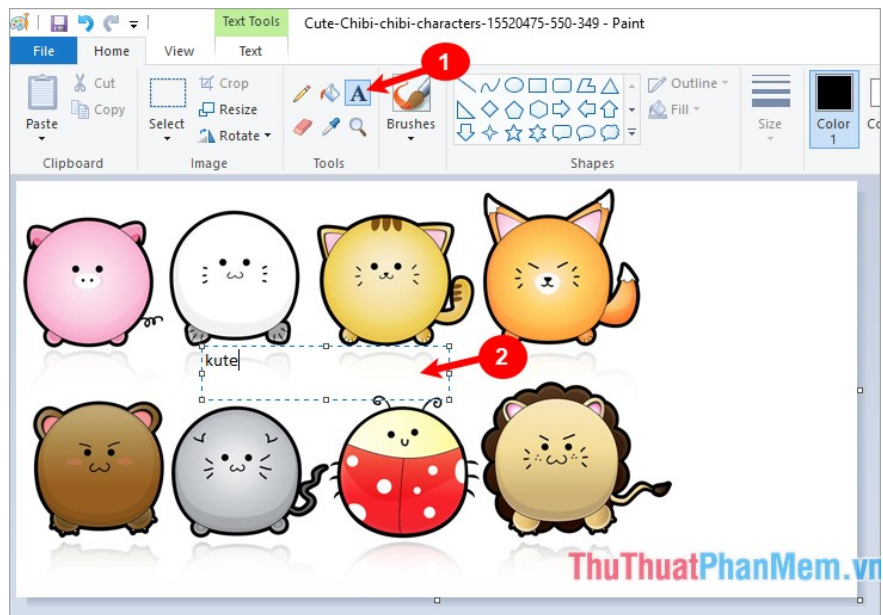 Text Tools
Cute-Chibi-chibi-characters-15520475-550-349 - Paint
File
Home
View
Text
1
Paste
Cut
Copy
Clipboard
Select
Crop
Resize
Rotate
Image
A
Tools
Brushes
Outline
Fill
Shapes
Size
Color
1
kute
2
ThuThuatPhanMem.vn